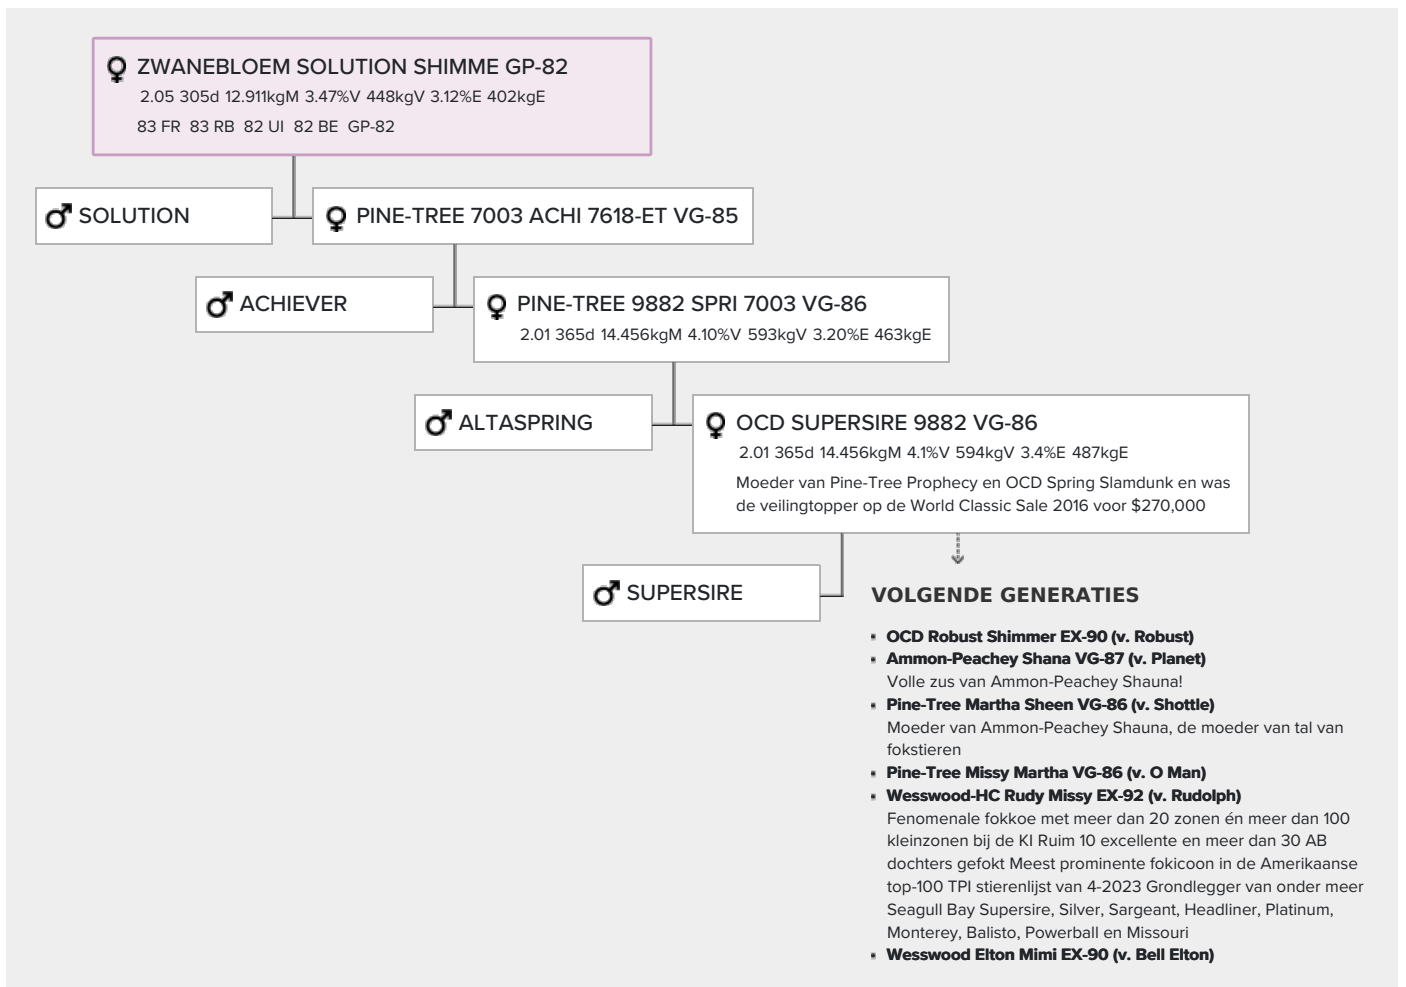 ZWANEBLOEM SOLUTION SHIMME GP-82
2.05 305d 12.911kgM 3.47%V 448kgV 3.12%E 402kgE
83 FR 83 RB 82 UI 82 BE GP-82
SOLUTION
PINE-TREE 7003 ACHI 7618-ET VG-85
ACHIEVER
PINE-TREE 9882 SPRI 7003 VG-86
2.01 365d 14.456kgM 4.10%V 593kgV 3.20%E 463kgE
ALTASPRING
OCD SUPERSIRE 9882 VG-86
2.01 365d 14.456kgM 4.1%V 594kgV 3.4%E 487kgE
Moeder van Pine-Tree Prophecy en OCD Spring Slamdunk en was
de veilingtopper op de World Classic Sale 2016 voor $270,000
SUPERSIRE
VOLGENDE GENERATIES
▪ OCD Robust Shimmer EX-90 (v. Robust)
▪ Ammon-Peachey Shana VG-87 (v. Planet)
Volle zus van Ammon-Peachey Shauna!
▪ Pine-Tree Martha Sheen VG-86 (v. Shottle)
Moeder van Ammon-Peachey Shauna, de moeder van tal van
fokstieren
▪ Pine-Tree Missy Martha VG-86 (v. O Man)
▪ Wesswood-HC Rudy Missy EX-92 (v. Rudolph)
Fenomenale fokkoe met meer dan 20 zonen én meer dan 100
kleinzonen bij de KI Ruim 10 excellente en meer dan 30 AB
dochters gefokt Meest prominente fokicoon in de Amerikaanse
top-100 TPI stierenlijst van 4-2023 Grondlegger van onder meer
Seagull Bay Supersire, Silver, Sargeant, Headliner, Platinum,
Monterey, Balisto, Powerball en Missouri
▪ Wesswood Elton Mimi EX-90 (v. Bell Elton)